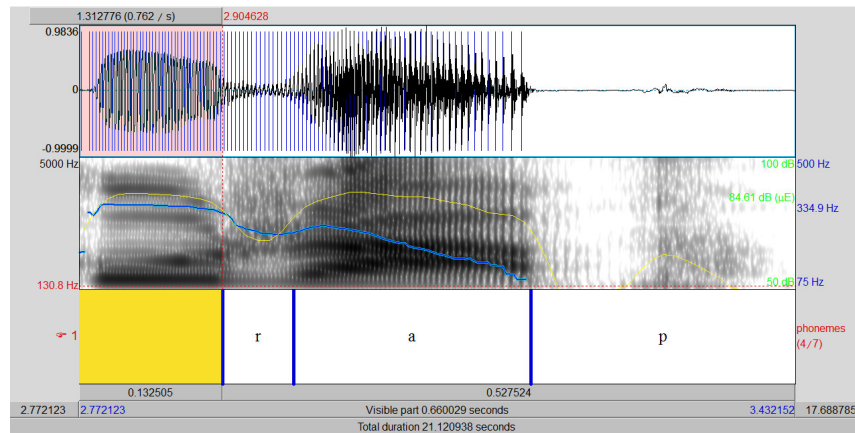 1.312776 (0.762 / s) 2.904628
0.9836
0
-0.9999
5000 Hz 100 dB 500 Hz
84.61 dB (µE) 334.9 Hz
130.8 Hz 50 dB 75 Hz
1 r a p phonemes
(4/7)
0.132505 0.527524
2.772123 2.772123 Visible part 0.660029 seconds 3.432152 17.688785
Total duration 21.120938 seconds